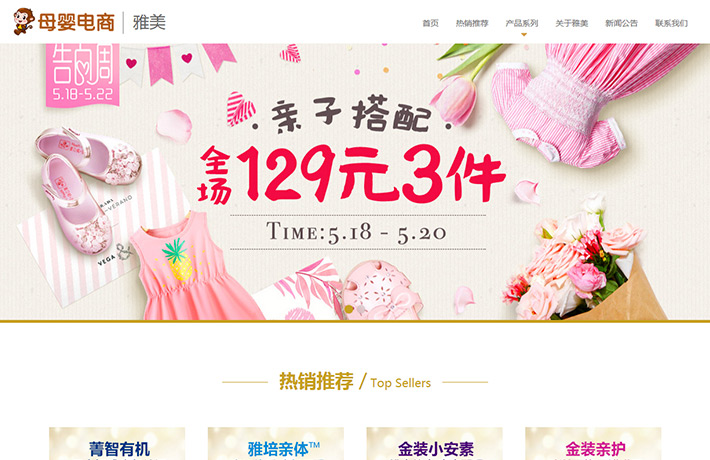 母婴电商 雅美
首页 热销推荐 产品系列 关于雅美 新闻公告 联系我们
告白周
5.18-5.22
亲子搭配
全场129元3件
TIME:5.18 - 5.20
VEGA &
热销推荐 / Top Sellers
菁智有机 雅培亲体™ 金装小安素 金装亲护